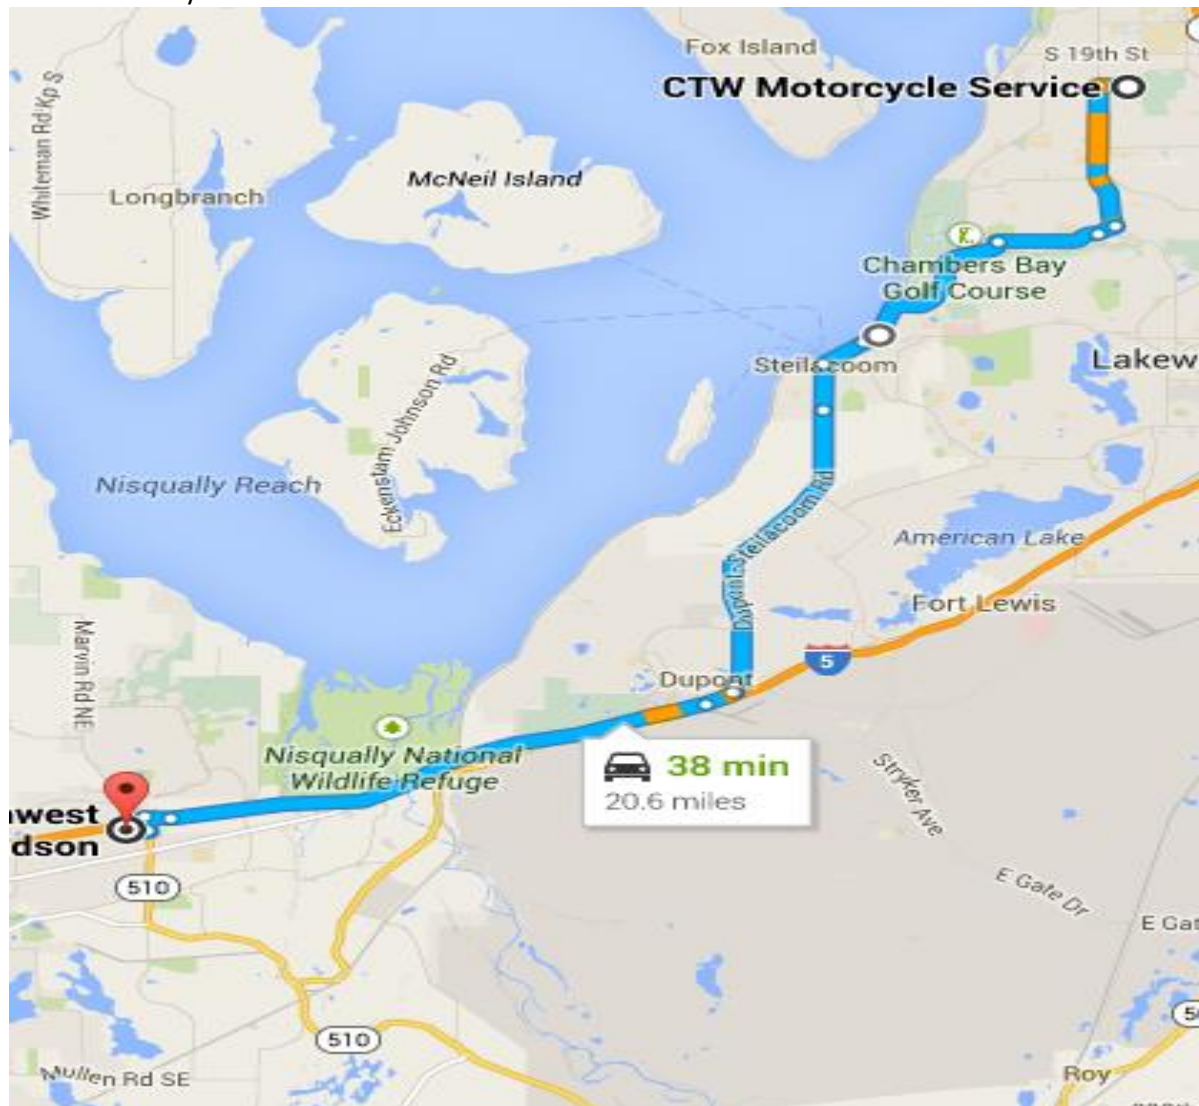 Fox Island
S 19th St
CTW Motorcycle Service
Whiteman Rd Kp S
McNeil Island
Longbranch
Chambers Bay
Golf Course
Steilacoom
Lakew
Eckenstam Johnson Rd
Nisqually Reach
Dupont-Steilacoom Rd
American Lake
Fort Lewis
Marvin Rd NE
5
Dupont
Nisqually National
Wildlife Refuge
38 min
20.6 miles
Stryker Ave
west
dson
510
E Gate Dr
E Gat
510
5
Mullen Rd SE
Roy